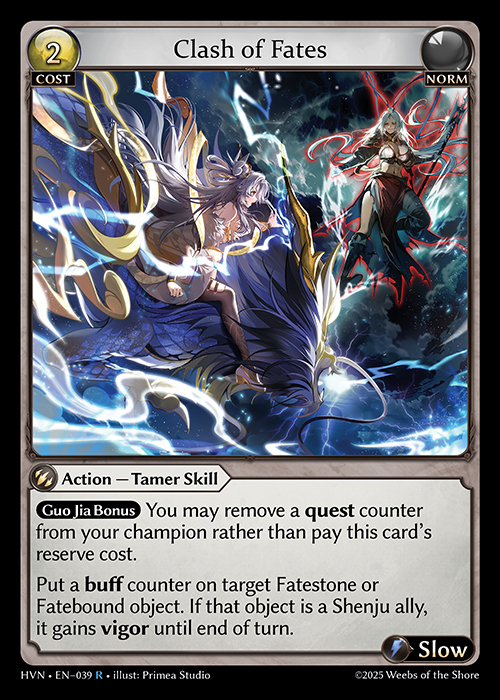 2
Clash of Fates
COST
NORM
Action — Tamer Skill
Guo Jia Bonus You may remove a quest counter
from your champion rather than pay this card's
reserve cost.
Put a buff counter on target Fatestone or
Fatebound object. If that object is a Shenju ally,
it gains vigor until end of turn.
Slow
HVN • EN–039 R • illust: Primea Studio
©2025 Weebs of the Shore